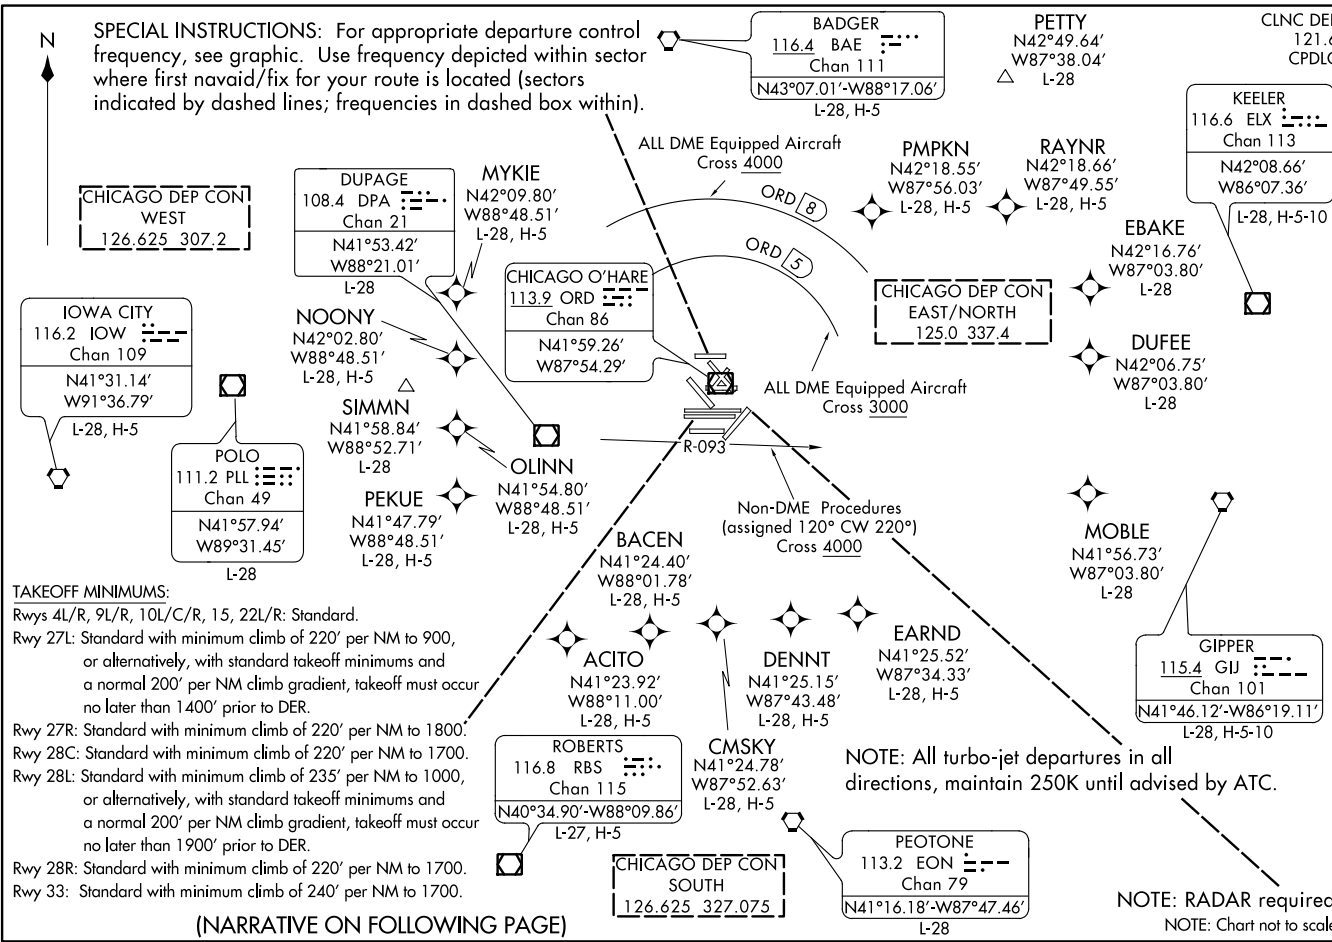 N
SPECIAL INSTRUCTIONS: For appropriate departure control
frequency, see graphic. Use frequency depicted within sector
where first navaid/fix for your route is located (sectors
indicated by dashed lines; frequencies in dashed box within).
BADGER
116.4 BAE
Chan 111
N43°07.01'-W88°17.06'
L-28, H-5
PETTY
N42°49.64'
W87°38.04'
L-28
CLNC DEL
121.6
CPDLC
KEELER
116.6 ELX
Chan 113
N42°08.66'
W86°07.36'
L-28, H-5-10
ALL DME Equipped Aircraft
Cross 4000
PMPKN
N42°18.55'
W87°56.03'
L-28, H-5
RAYNR
N42°18.66'
W87°49.55'
L-28, H-5
CHICAGO DEP CON
WEST
126.625 307.2
DUPAGE
108.4 DPA
Chan 21
N41°53.42'
W88°21.01'
L-28
MYKIE
N42°09.80'
W88°48.51'
L-28, H-5
ORD 8
ORD 5
EBAKE
N42°16.76'
W87°03.80'
L-28
CHICAGO O'HARE
113.9 ORD
Chan 86
N41°59.26'
W87°54.29'
CHICAGO DEP CON
EAST/NORTH
125.0 337.4
IOWA CITY
116.2 IOW
Chan 109
N41°31.14'
W91°36.79'
L-28, H-5
NOONY
N42°02.80'
W88°48.51'
L-28, H-5
DUFEE
N42°06.75'
W87°03.80'
L-28
ALL DME Equipped Aircraft
Cross 3000
SIMMN
N41°58.84'
W88°52.71'
L-28
POLO
111.2 PLL
Chan 49
N41°57.94'
W89°31.45'
L-28
R-093
OLINN
N41°54.80'
W88°48.51'
L-28, H-5
PEKUE
N41°47.79'
W88°48.51'
L-28, H-5
Non-DME Procedures
(assigned 120° CW 220°)
Cross 4000
MOBLE
N41°56.73'
W87°03.80'
L-28
BACEN
N41°24.40'
W88°01.78'
L-28, H-5
TAKEOFF MINIMUMS:
Rwys 4L/R, 9L/R, 10L/C/R, 15, 22L/R: Standard.
Rwy 27L: Standard with minimum climb of 220' per NM to 900,
or alternatively, with standard takeoff minimums and
a normal 200' per NM climb gradient, takeoff must occur
no later than 1400' prior to DER.
Rwy 27R: Standard with minimum climb of 220' per NM to 1800.
Rwy 28C: Standard with minimum climb of 220' per NM to 1700.
Rwy 28L: Standard with minimum climb of 235' per NM to 1000,
or alternatively, with standard takeoff minimums and
a normal 200' per NM climb gradient, takeoff must occur
no later than 1900' prior to DER.
Rwy 28R: Standard with minimum climb of 220' per NM to 1700.
Rwy 33: Standard with minimum climb of 240' per NM to 1700.
ACITO
N41°23.92'
W88°11.00'
L-28, H-5
DENNT
N41°25.15'
W87°43.48'
L-28, H-5
EARND
N41°25.52'
W87°34.33'
L-28, H-5
GIPPER
115.4 GIJ
Chan 101
N41°46.12'-W86°19.11'
L-28, H-5-10
CMSKY
N41°24.78'
W87°52.63'
L-28, H-5
ROBERTS
116.8 RBS
Chan 115
N40°34.90'-W88°09.86'
L-27, H-5
NOTE: All turbo-jet departures in all
directions, maintain 250K until advised by ATC.
CHICAGO DEP CON
SOUTH
126.625 327.075
PEOTONE
113.2 EON
Chan 79
N41°16.18'-W87°47.46'
L-28
NOTE: RADAR required
NOTE: Chart not to scale
(NARRATIVE ON FOLLOWING PAGE)